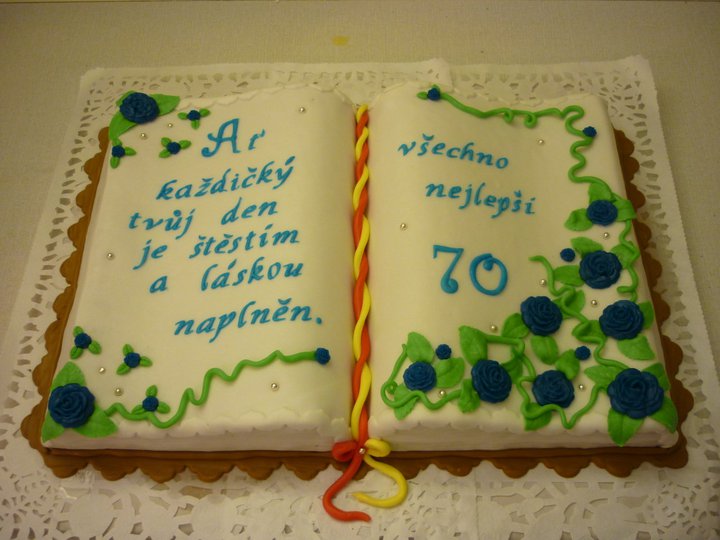 Ať
každičký
tvůj den
je štěstím
a láskou
naplněn.
všechno
nejlepší
70